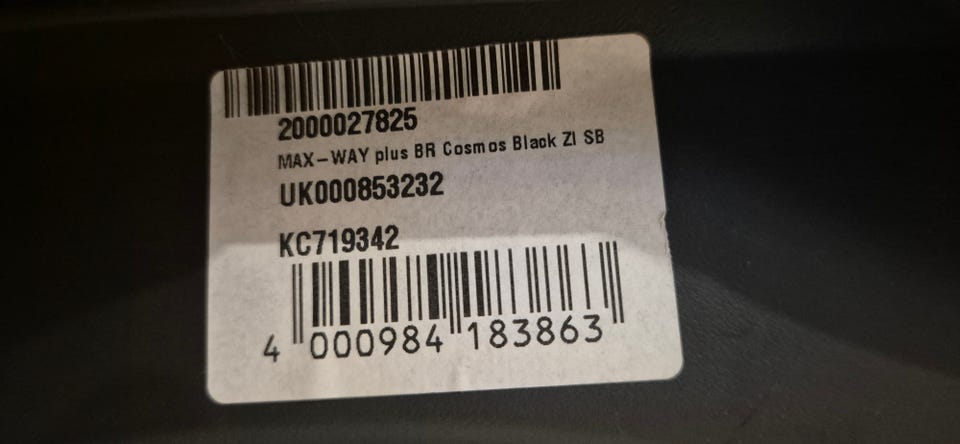 2000027825
MAX-WAY plus BR Cosmos Black ZI SB
UK000853232
KC719342
4 000984 183863